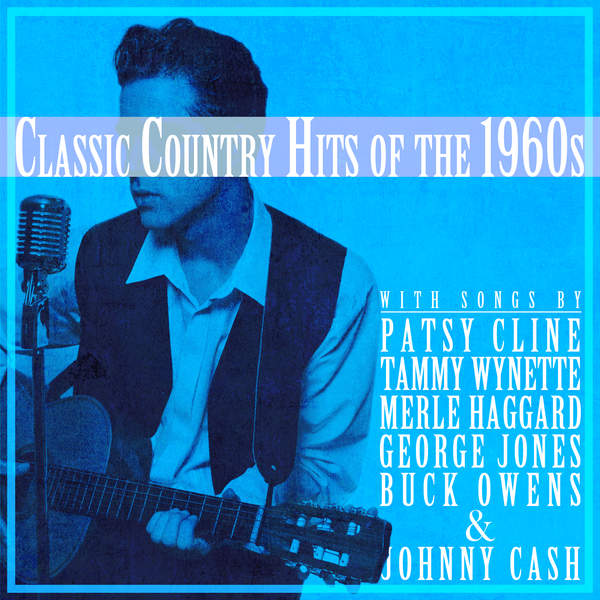 CLASSIC COUNTRY HITS OF THE 1960S
WITH SONGS BY
PATSY CLINE
TAMMY WYNETTE
MERLE HAGGARD
GEORGE JONES
BUCK OWENS
&
JOHNNY CASH